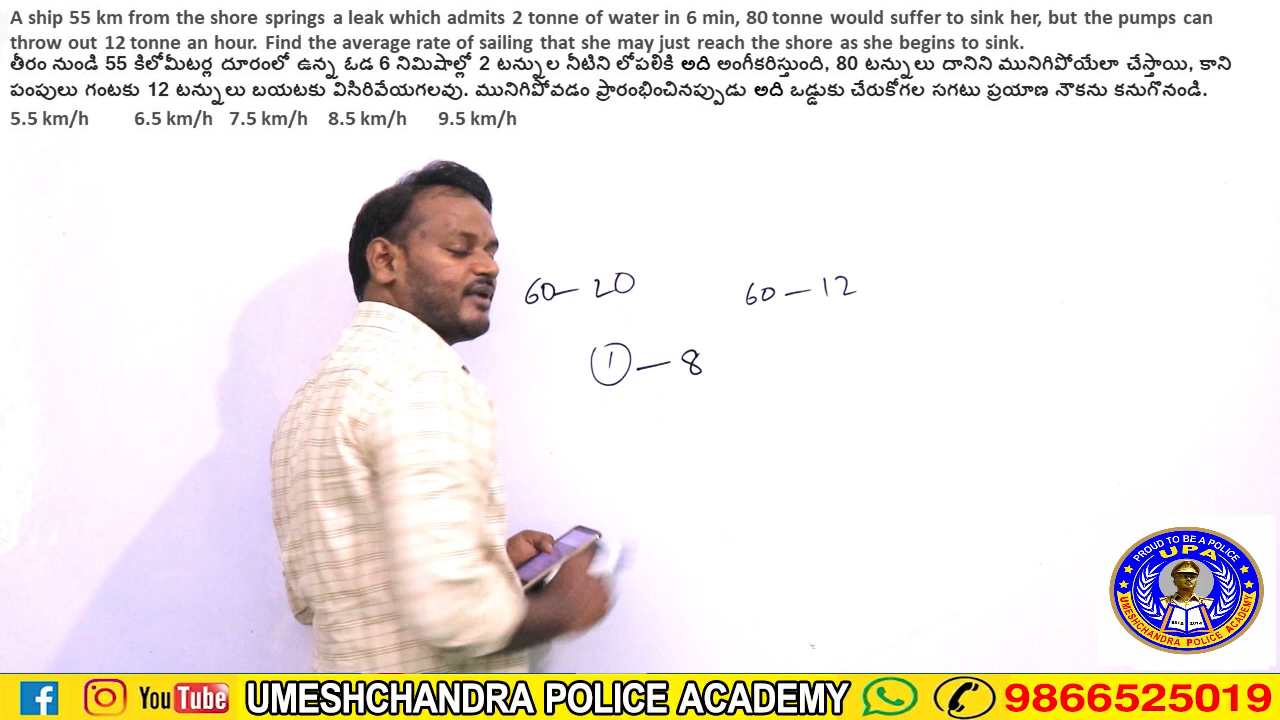 A ship 55 km from the shore springs a leak which admits 2 tonne of water in 6 min, 80 tonne would suffer to sink her, but the pumps can
throw out 12 tonne an hour. Find the average rate of sailing that she may just reach the shore as she begins to sink.
తీరం నుండి 55 కిలోమీటర్ల దూరంలో ఉన్న ఓడ 6 నిమిషాల్లో 2 టన్నుల నీటిని లోపలికి అది అంగీకరిస్తుంది, 80 టన్నులు దానిని మునిగిపోయేలా చేస్తాయి, కాని
పంపులు గంటకు 12 టన్నులు బయటకు విసిరివేయగలవు. మునిగిపోవడం ప్రారంభించినప్పుడు అది ఒడ్డుకు చేరుకోగల సగటు ప్రయాణ నౌకను కనుగొనండి.
5.5 km/h 6.5 km/h 7.5 km/h 8.5 km/h 9.5 km/h
60 — 20 60 — 12
1 — 8
PROUD TO BE A POLICE
UPA
UMESHCHANDRA POLICE ACADEMY
f YouTube UMESHCHANDRA POLICE ACADEMY 9866525019